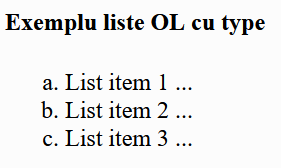 Exemplu liste OL cu type
a. List item 1 ...
b. List item 2 ...
c. List item 3 ...